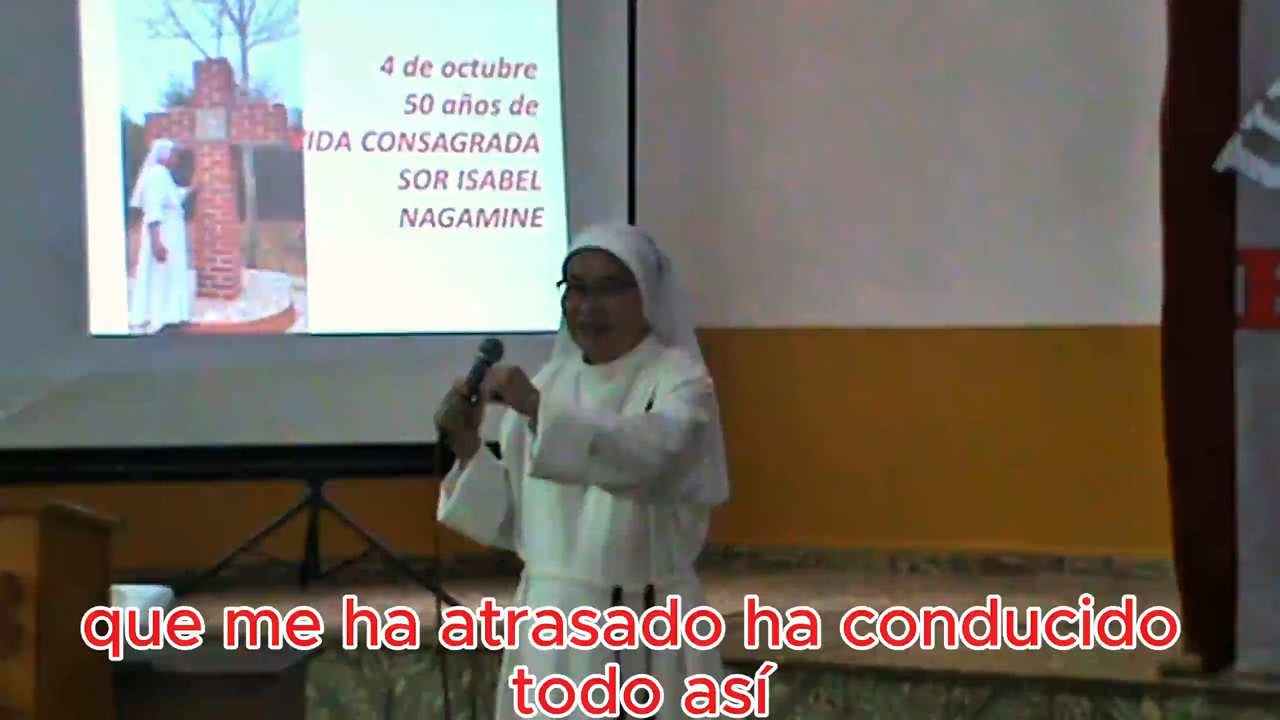 4 de octubre
50 años de
IDA CONSAGRADA
SOR ISABEL
NAGAMINE
que me ha atrasado ha conducido
todo así